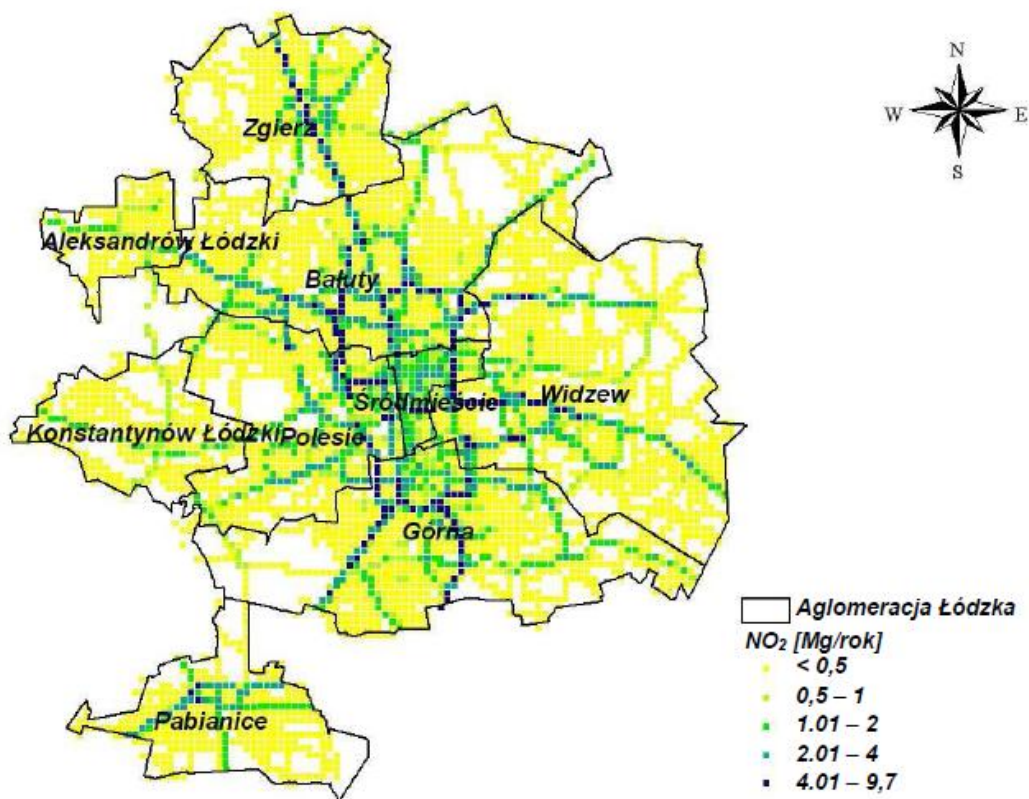 N
W
E
S
Zgierz
Aleksandrów Łódzki
Bałuty
Śródmieście
Widzew
Konstantynów Łódzki
Polesie
Górna
Pabianice
Aglomeracja Łódzka
NO₂ [Mg/rok]
< 0,5
0,5 – 1
1.01 – 2
2.01 – 4
4.01 – 9,7